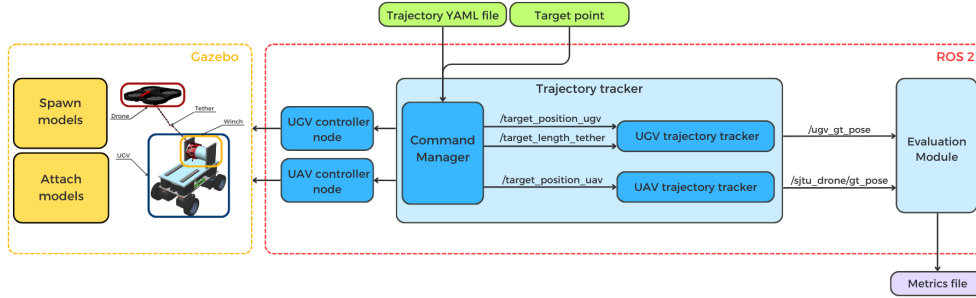 Trajectory YAML file
Target point
Gazebo
ROS 2
Spawn
models
Attach
models
Drone
Tether
Winch
UGV
UGV controller
node
UAV controller
node
Trajectory tracker
Command
Manager
/target_position_ugv
/target_length_tether
/target_position_uav
UGV trajectory tracker
UAV trajectory tracker
/ugv_gt_pose
/sjtu_drone/gt_pose
Evaluation
Module
Metrics file